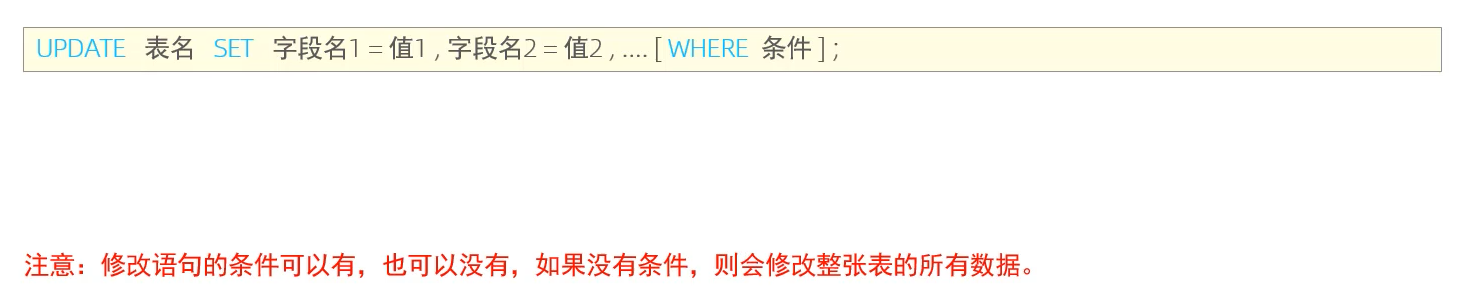 UPDATE 表名 SET 字段名1 = 值1 , 字段名2 = 值2 , .... [ WHERE 条件 ] ;
注意：修改语句的条件可以有，也可以没有，如果没有条件，则会修改整张表的所有数据。